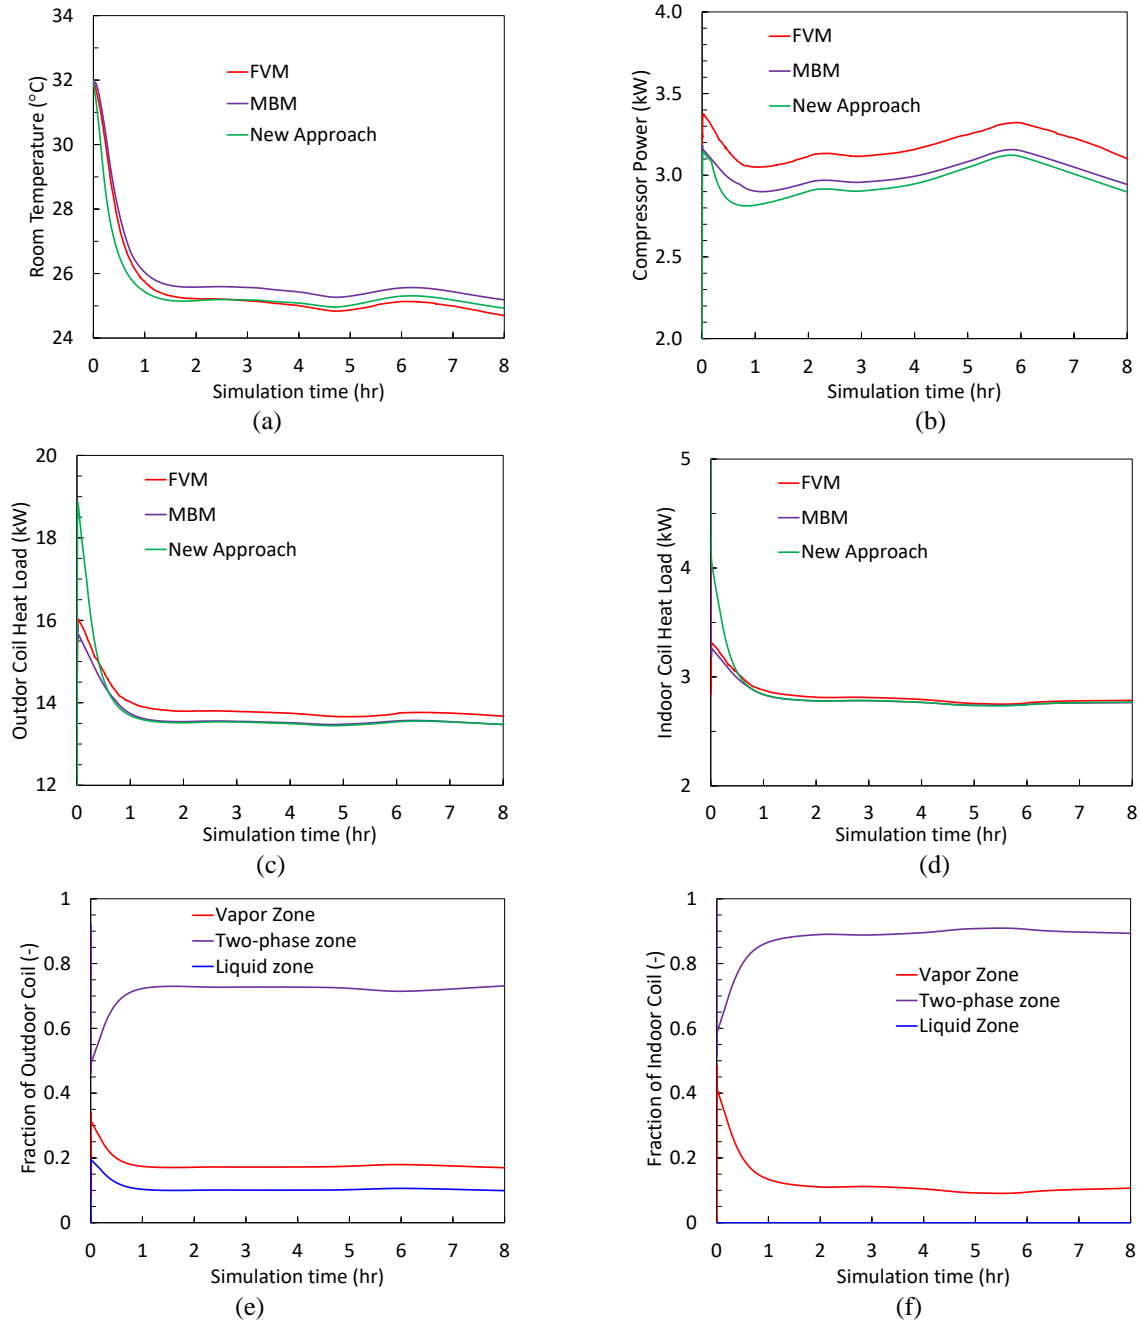 34
32
30
28
26
24
Room Temperature (°C)
FVM
MBM
New Approach
0 1 2 3 4 5 6 7 8
Simulation time (hr)
(a)
4.0
3.5
3.0
2.5
2.0
Compressor Power (kW)
FVM
MBM
New Approach
0 1 2 3 4 5 6 7 8
Simulation time (hr)
(b)
20
18
16
14
12
Outdor Coil Heat Load (kW)
FVM
MBM
New Approach
0 1 2 3 4 5 6 7 8
Simulation time (hr)
(c)
5
4
3
2
Indoor Coil Heat Load (kW)
FVM
MBM
New Approach
0 1 2 3 4 5 6 7 8
Simulation time (hr)
(d)
1
0.8
0.6
0.4
0.2
0
Fraction of Outdoor Coil (-)
Vapor Zone
Two-phase zone
Liquid zone
0 1 2 3 4 5 6 7 8
Simulation time (hr)
(e)
1
0.8
0.6
0.4
0.2
0
Fraction of Indoor Coil (-)
Vapor Zone
Two-phase zone
Liquid Zone
0 1 2 3 4 5 6 7 8
Simulation time (hr)
(f)